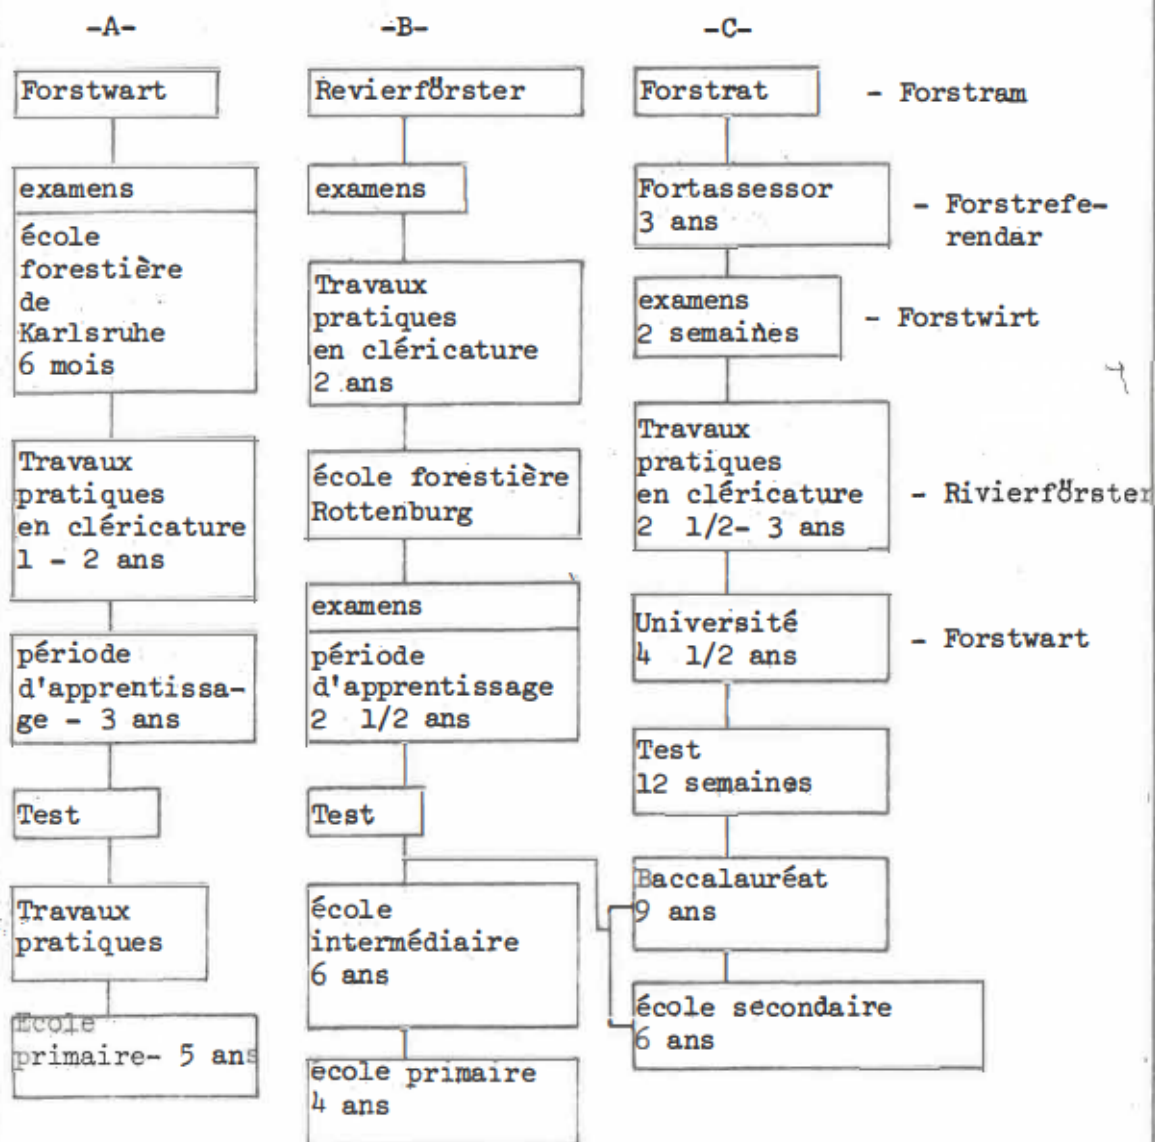 -A-
Forstwart
examens
école
forestière
de
Karlsruhe
6 mois
Travaux
pratiques
en cléricature
1 - 2 ans
période
d'apprentissa-
ge - 3 ans
Test
Travaux
pratiques
Ecole
primaire- 5 ans
-B-
Revierförster
examens
Travaux
pratiques
en cléricature
2 ans
école forestière
Rottenburg
examens
période
d'apprentissage
2 1/2 ans
Test
école
intermédiaire
6 ans
école primaire
4 ans
-C-
Forstrat
Fortassessor
3 ans
examens
2 semaines
Travaux
pratiques
en cléricature
2 1/2- 3 ans
Université
4 1/2 ans
Test
12 semaines
Baccalauréat
9 ans
école secondaire
6 ans
- Forstram
- Forstrefe-
rendar
- Forstwirt
- Rivierförster
- Forstwart